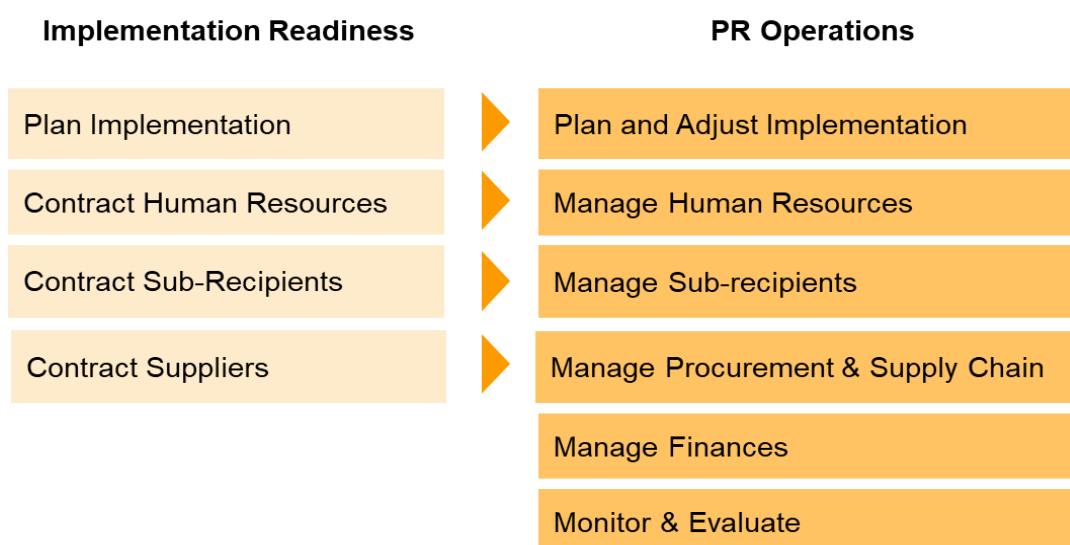 Implementation Readiness
PR Operations
Plan Implementation
Plan and Adjust Implementation
Contract Human Resources
Manage Human Resources
Contract Sub-Recipients
Manage Sub-recipients
Contract Suppliers
Manage Procurement & Supply Chain
Manage Finances
Monitor & Evaluate